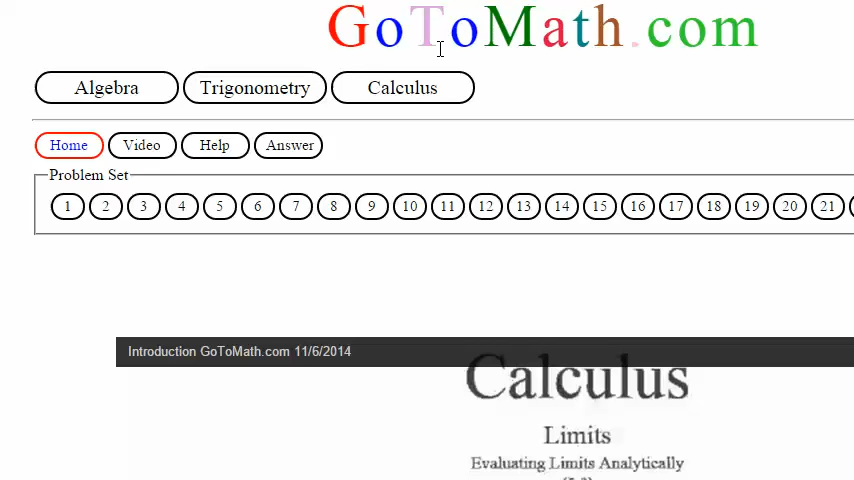 GoToMath.com
Algebra Trigonometry Calculus
Home Video Help Answer
Problem Set
1 2 3 4 5 6 7 8 9 10 11 12 13 14 15 16 17 18 19 20 21
Introduction GoToMath.com 11/6/2014
Calculus
Limits
Evaluating Limits Analytically